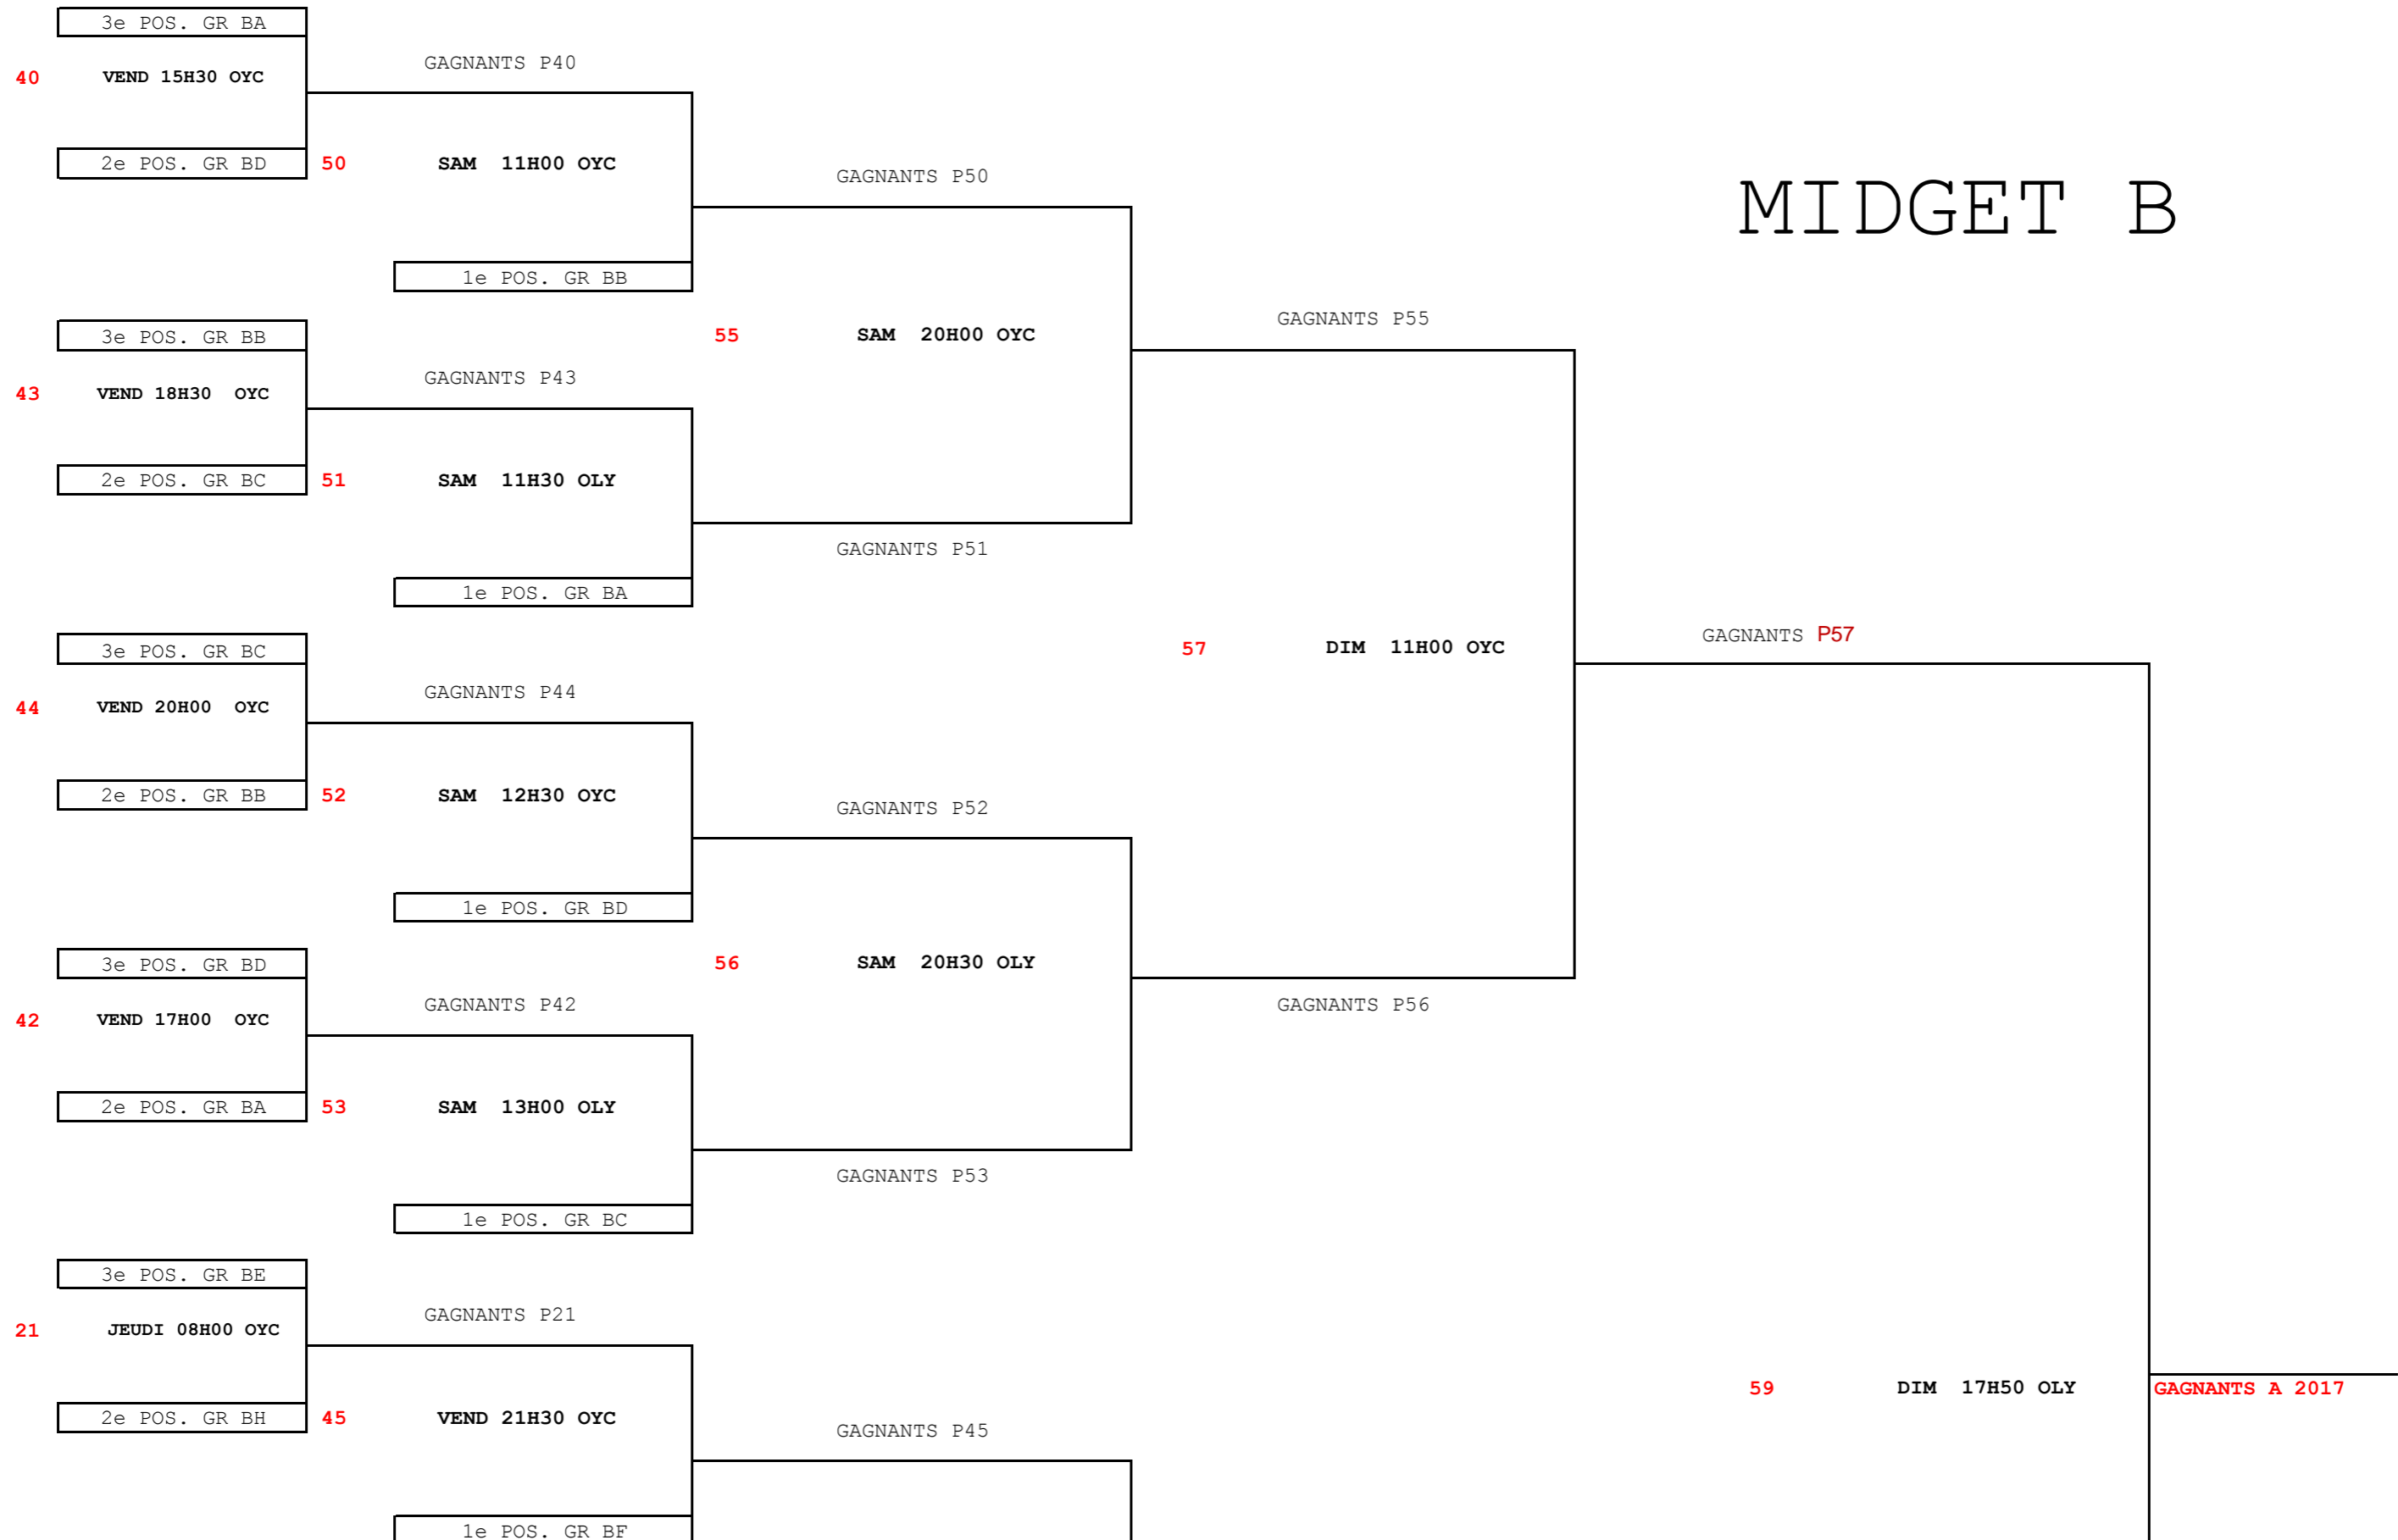 3e POS. GR BA
GAGNANTS P40
40 VEND 15H30 OYC
2e POS. GR BD 50 SAM 11H00 OYC
GAGNANTS P50
MIDGET B
1e POS. GR BB
GAGNANTS P55
3e POS. GR BB
55 SAM 20H00 OYC
GAGNANTS P43
43 VEND 18H30 OYC
2e POS. GR BC 51 SAM 11H30 OLY
GAGNANTS P51
1e POS. GR BA
GAGNANTS P57
3e POS. GR BC
57 DIM 11H00 OYC
GAGNANTS P44
44 VEND 20H00 OYC
2e POS. GR BB 52 SAM 12H30 OYC
GAGNANTS P52
1e POS. GR BD
3e POS. GR BD
56 SAM 20H30 OLY
GAGNANTS P42
GAGNANTS P56
42 VEND 17H00 OYC
2e POS. GR BA 53 SAM 13H00 OLY
GAGNANTS P53
1e POS. GR BC
3e POS. GR BE
GAGNANTS P21
21 JEUDI 08H00 OYC
59 DIM 17H50 OLY GAGNANTS A 2017
2e POS. GR BH 45 VEND 21H30 OYC
GAGNANTS P45
1e POS. GR BF